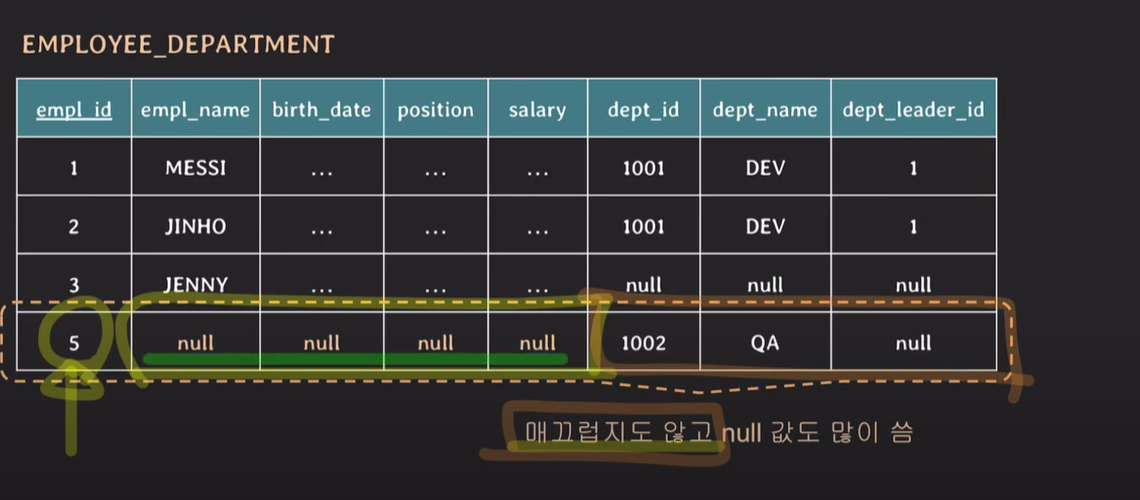 EMPLOYEE_DEPARTMENT
empl_id empl_name birth_date position salary dept_id dept_name dept_leader_id
1 MESSI ... ... ... 1001 DEV 1
2 JINHO ... ... ... 1001 DEV 1
3 JENNY ... ... ... null null null
5 null null null null 1002 QA null
매끄럽지도 않고 null 값도 많이 씀